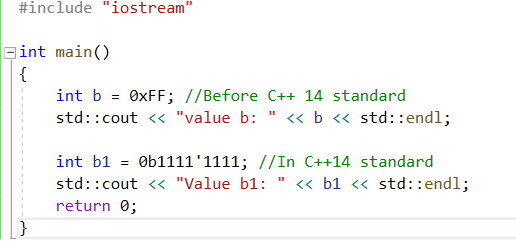 #include "iostream"
int main()
{
int b = 0xFF; //Before C++ 14 standard
std::cout << "value b: " << b << std::endl;
int b1 = 0b1111'1111; //In C++14 standard
std::cout << "Value b1: " << b1 << std::endl;
return 0;
}